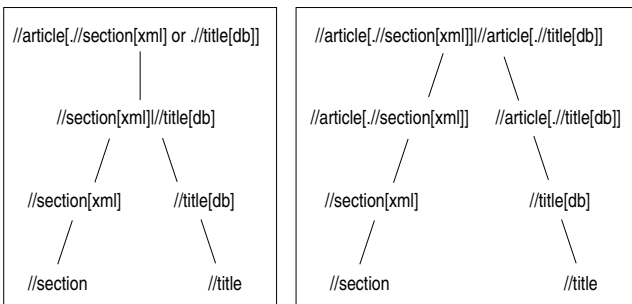 //article[.//section[xml] or .//title[db]]
//section[xml]|//title[db]
//section[xml] //title[db]
//section //title
//article[.//section[xml]]|//article[.//title[db]]
//article[.//section[xml]] //article[.//title[db]]
//section[xml] //title[db]
//section //title